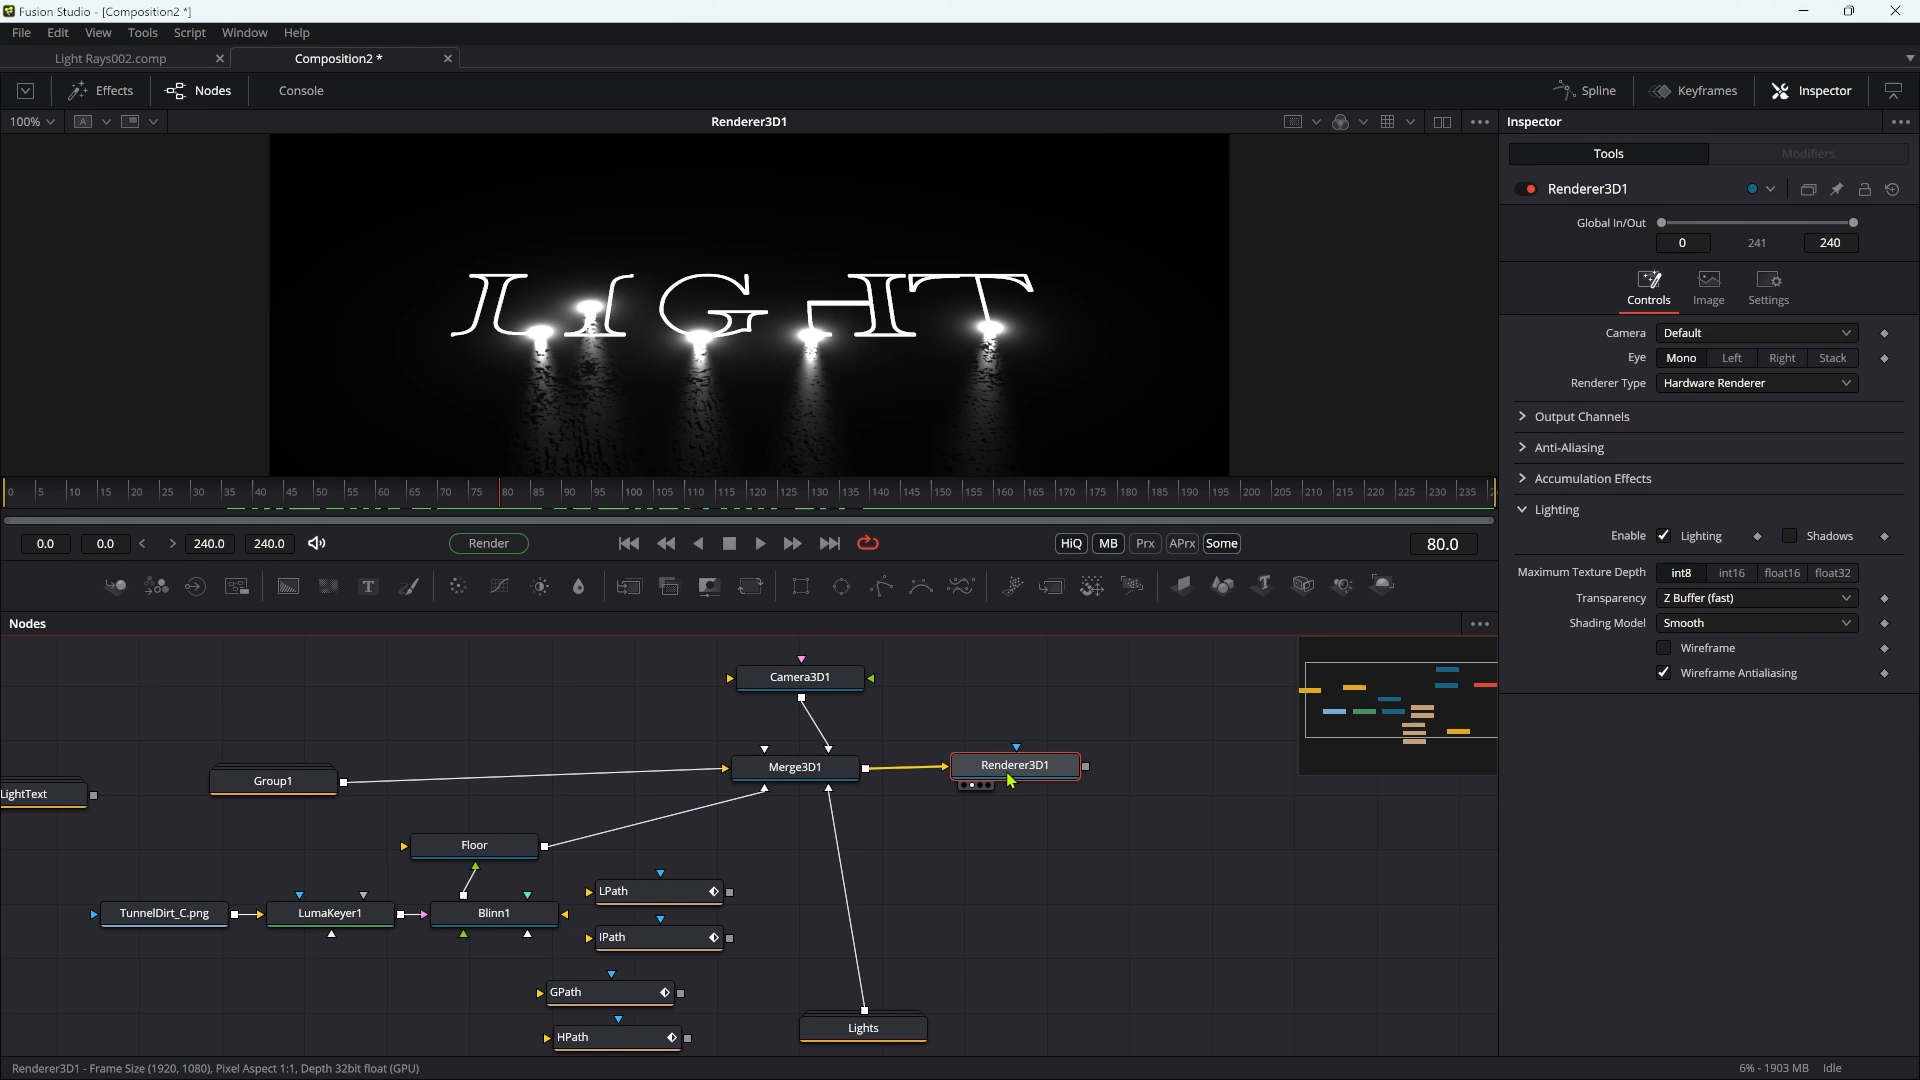 Fusion Studio - [Composition2 *]
File Edit View Tools Script Window Help
Light Rays002.comp Composition2 *
Effects Nodes Console Spline Keyframes Inspector
100% A Renderer3D1 Inspector
Tools Modifiers
Renderer3D1
Global In/Out
0 241 240
Controls Image Settings
Camera Default
Eye Mono Left Right Stack
Renderer Type Hardware Renderer
Output Channels
Anti-Aliasing
Accumulation Effects
Lighting
Enable Lighting Shadows
Maximum Texture Depth int8 int16 float16 float32
Transparency Z Buffer (fast)
Shading Model Smooth
Wireframe
Wireframe Antialiasing
LIGHT
0 5 10 15 20 25 30 35 40 45 50 55 60 65 70 75 80 85 90 95 100 105 110 115 120 125 130 135 140 145 150 155 160 165 170 175 180 185 190 195 200 205 210 215 220 225 230 235
0.0 0.0 < > 240.0 240.0 Render HiQ MB Prx APrx Some 80.0
Nodes
Camera3D1
Merge3D1
Renderer3D1
LightText
Group1
Floor
TunnelDirt_C.png
LumaKeyer1
Blinn1
LPath
IPath
GPath
HPath
Lights
Renderer3D1 - Frame Size (1920, 1080), Pixel Aspect 1:1, Depth 32bit float (GPU) 6% - 1903 MB Idle